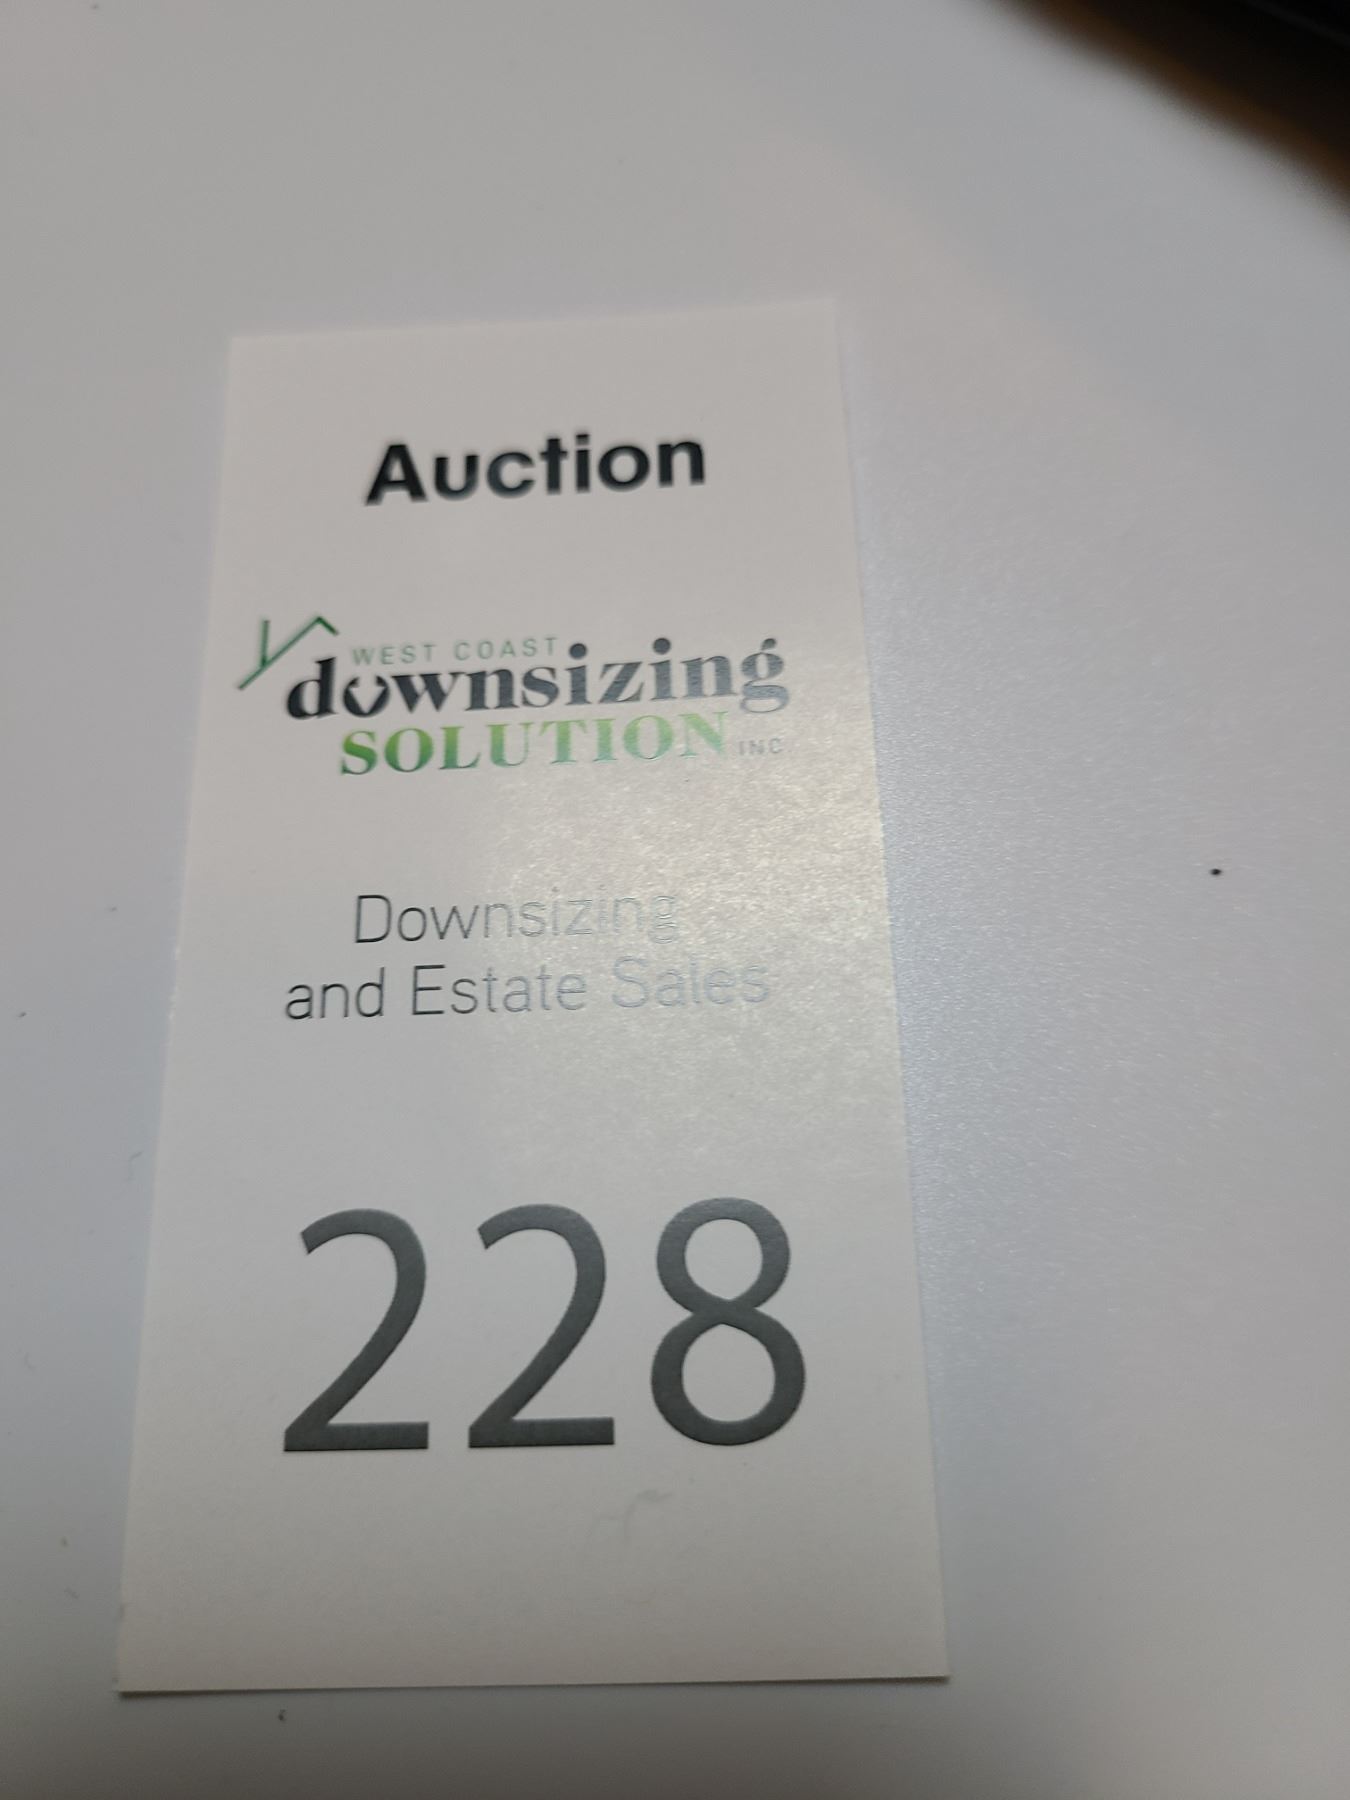 Auction
WEST COAST
downsizing
SOLUTION INC.
Downsizing
and Estate Sales
228